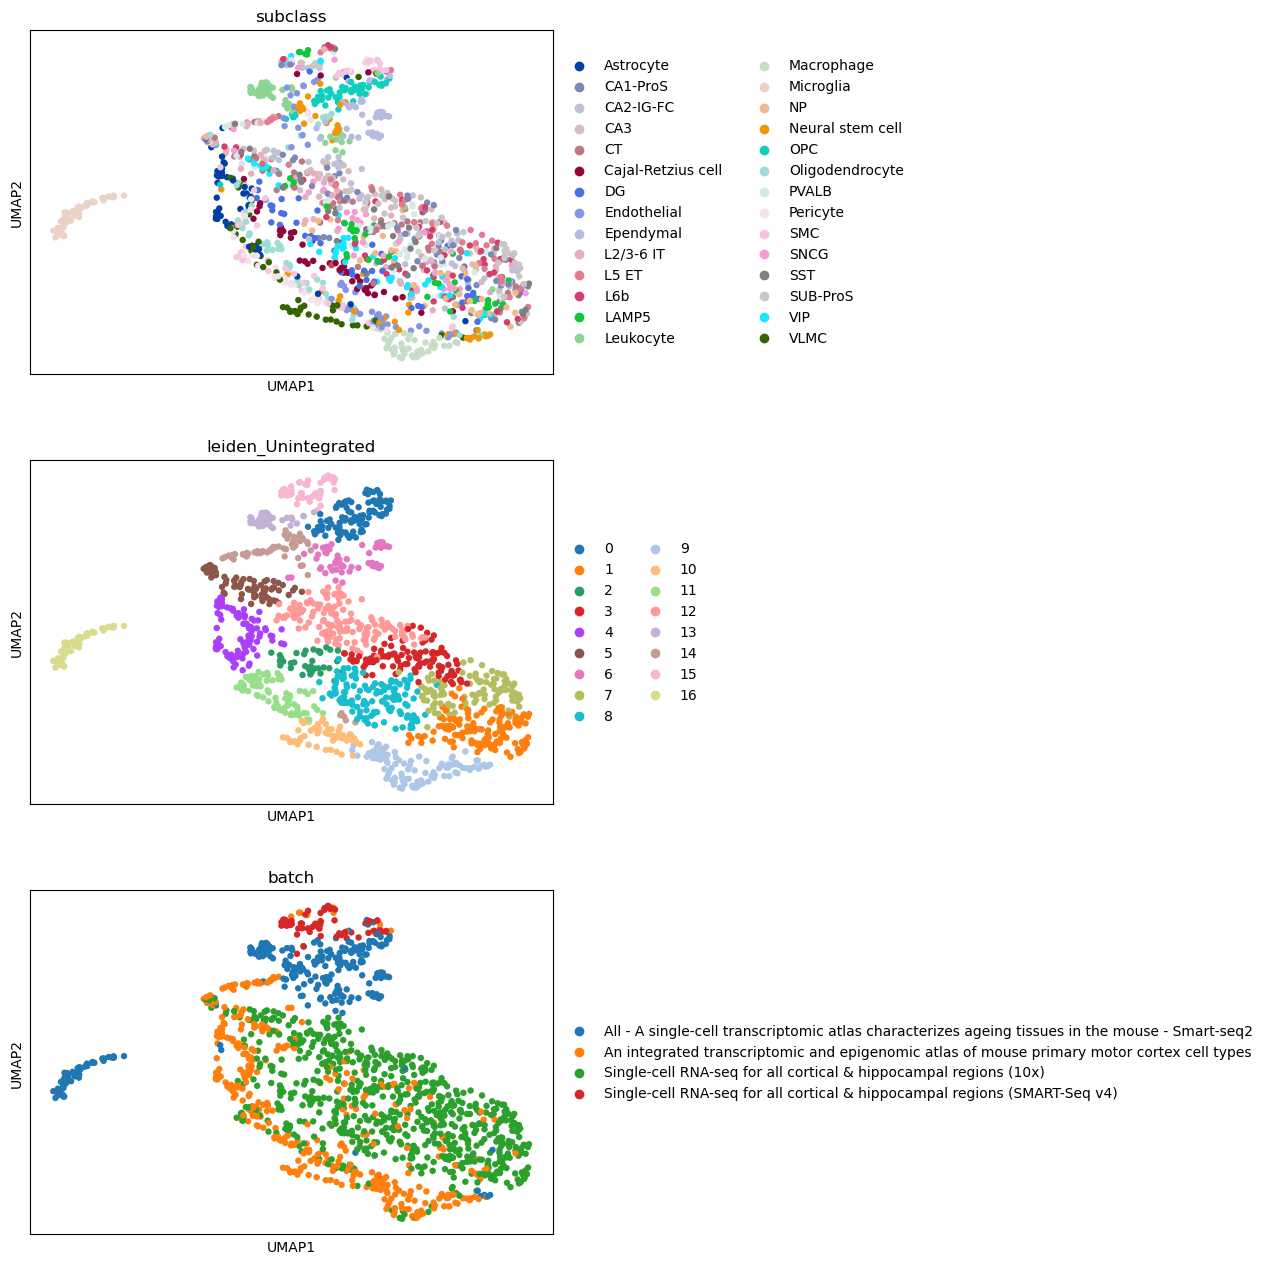 subclass
UMAP2
UMAP1
Astrocyte
CA1-ProS
CA2-IG-FC
CA3
CT
Cajal-Retzius cell
DG
Endothelial
Ependymal
L2/3-6 IT
L5 ET
L6b
LAMP5
Leukocyte
Macrophage
Microglia
NP
Neural stem cell
OPC
Oligodendrocyte
PVALB
Pericyte
SMC
SNCG
SST
SUB-ProS
VIP
VLMC
leiden_Unintegrated
UMAP2
UMAP1
0
1
2
3
4
5
6
7
8
9
10
11
12
13
14
15
16
batch
UMAP2
UMAP1
All - A single-cell transcriptomic atlas characterizes ageing tissues in the mouse - Smart-seq2
An integrated transcriptomic and epigenomic atlas of mouse primary motor cortex cell types
Single-cell RNA-seq for all cortical & hippocampal regions (10x)
Single-cell RNA-seq for all cortical & hippocampal regions (SMART-Seq v4)